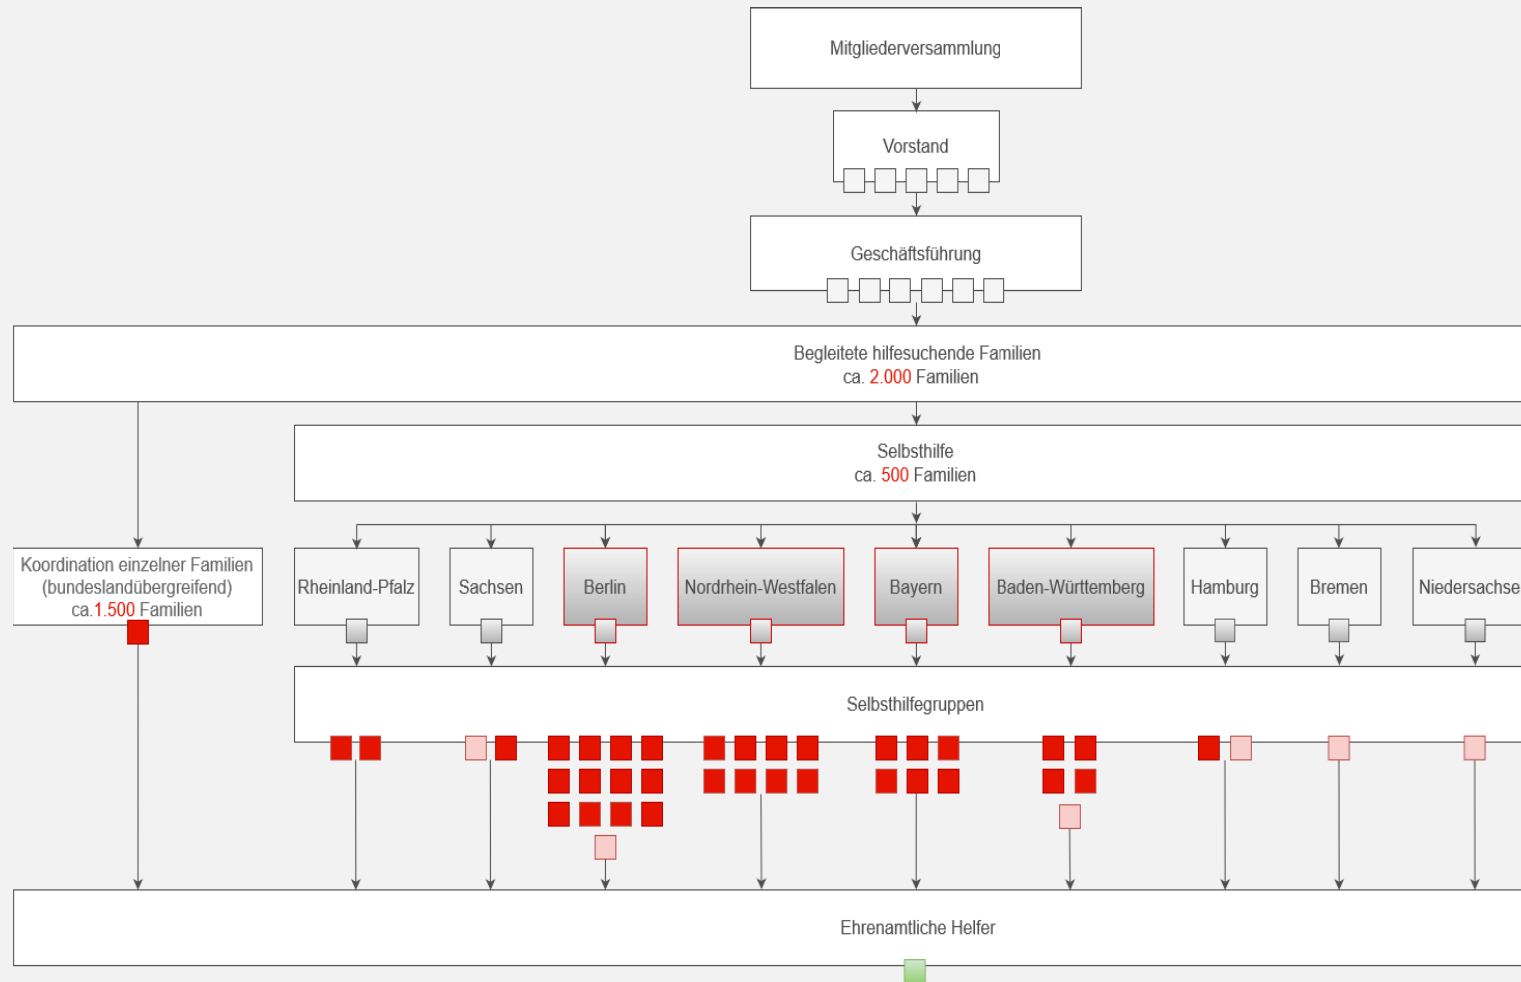 Mitgliederversammlung
Vorstand
Geschäftsführung
Begleitete hilfesuchende Familien
ca. 2.000 Familien
Selbsthilfe
ca. 500 Familien
Koordination einzelner Familien
(bundeslandübergreifend)
ca.1.500 Familien
Rheinland-Pfalz
Sachsen
Berlin
Nordrhein-Westfalen
Bayern
Baden-Württemberg
Hamburg
Bremen
Niedersachse
Selbsthilfegruppen
Ehrenamtliche Helfer